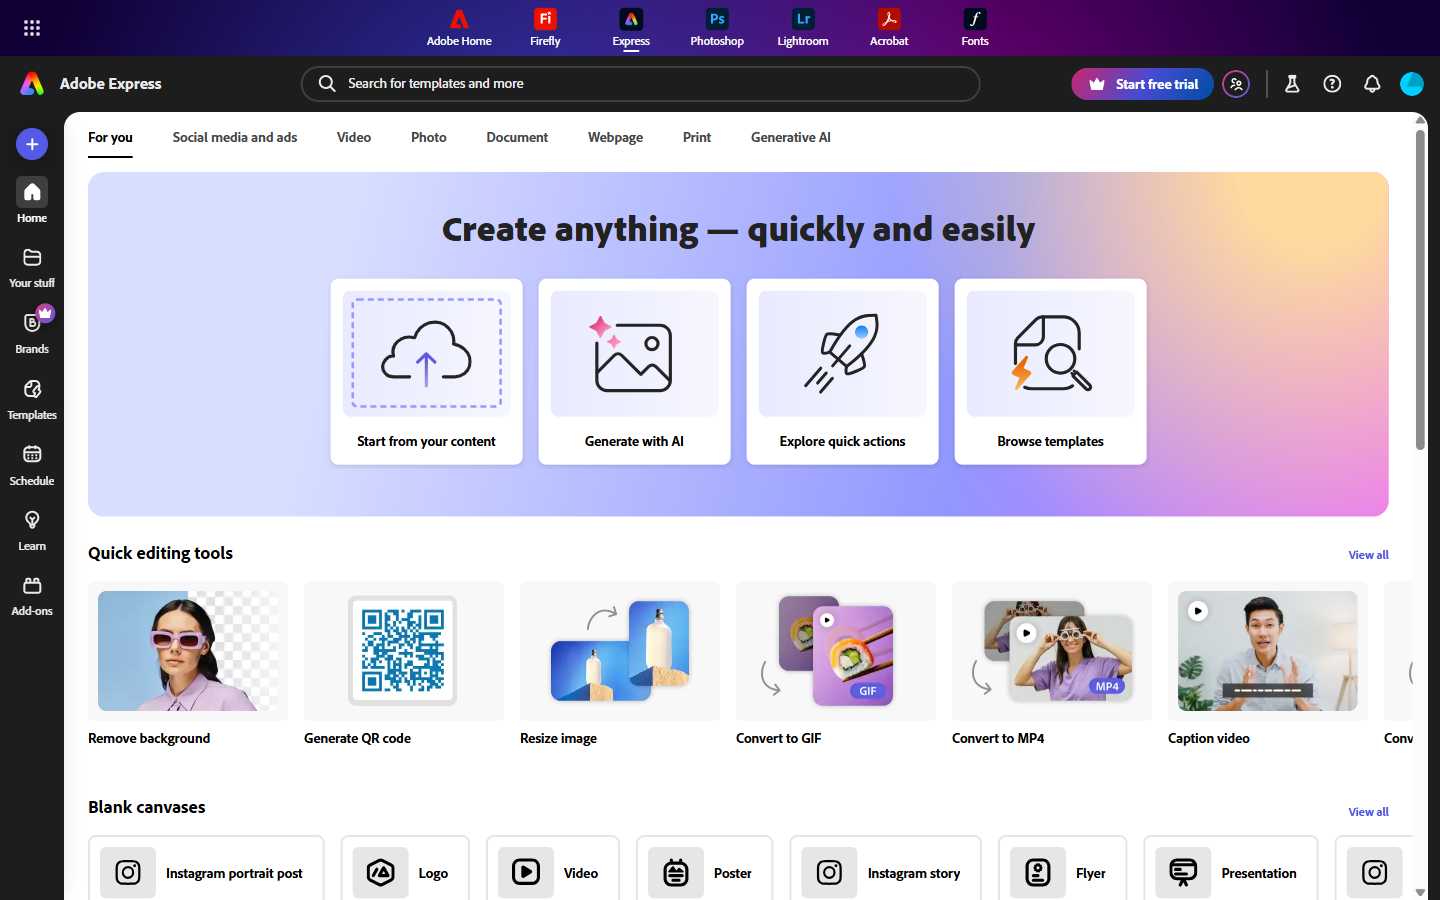 Adobe Home
Firefly
Express
Photoshop
Lightroom
Acrobat
Fonts
Adobe Express
Search for templates and more
Start free trial
For you
Social media and ads
Video
Photo
Document
Webpage
Print
Generative AI
Home
Your stuff
Brands
Templates
Schedule
Learn
Add-ons
Create anything — quickly and easily
Start from your content
Generate with AI
Explore quick actions
Browse templates
Quick editing tools
View all
GIF
MP4
Remove background
Generate QR code
Resize image
Convert to GIF
Convert to MP4
Caption video
Conv
Blank canvases
View all
Instagram portrait post
Logo
Video
Poster
Instagram story
Flyer
Presentation